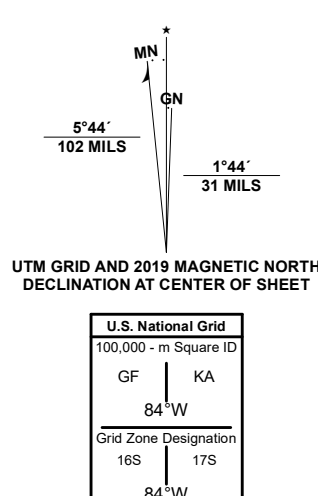 ★
MN
GN
5°44´
102 MILS
1°44´
31 MILS
UTM GRID AND 2019 MAGNETIC NORTH
DECLINATION AT CENTER OF SHEET
U.S. National Grid
100,000 - m Square ID
GF KA
84°W
Grid Zone Designation
16S 17S
84°W